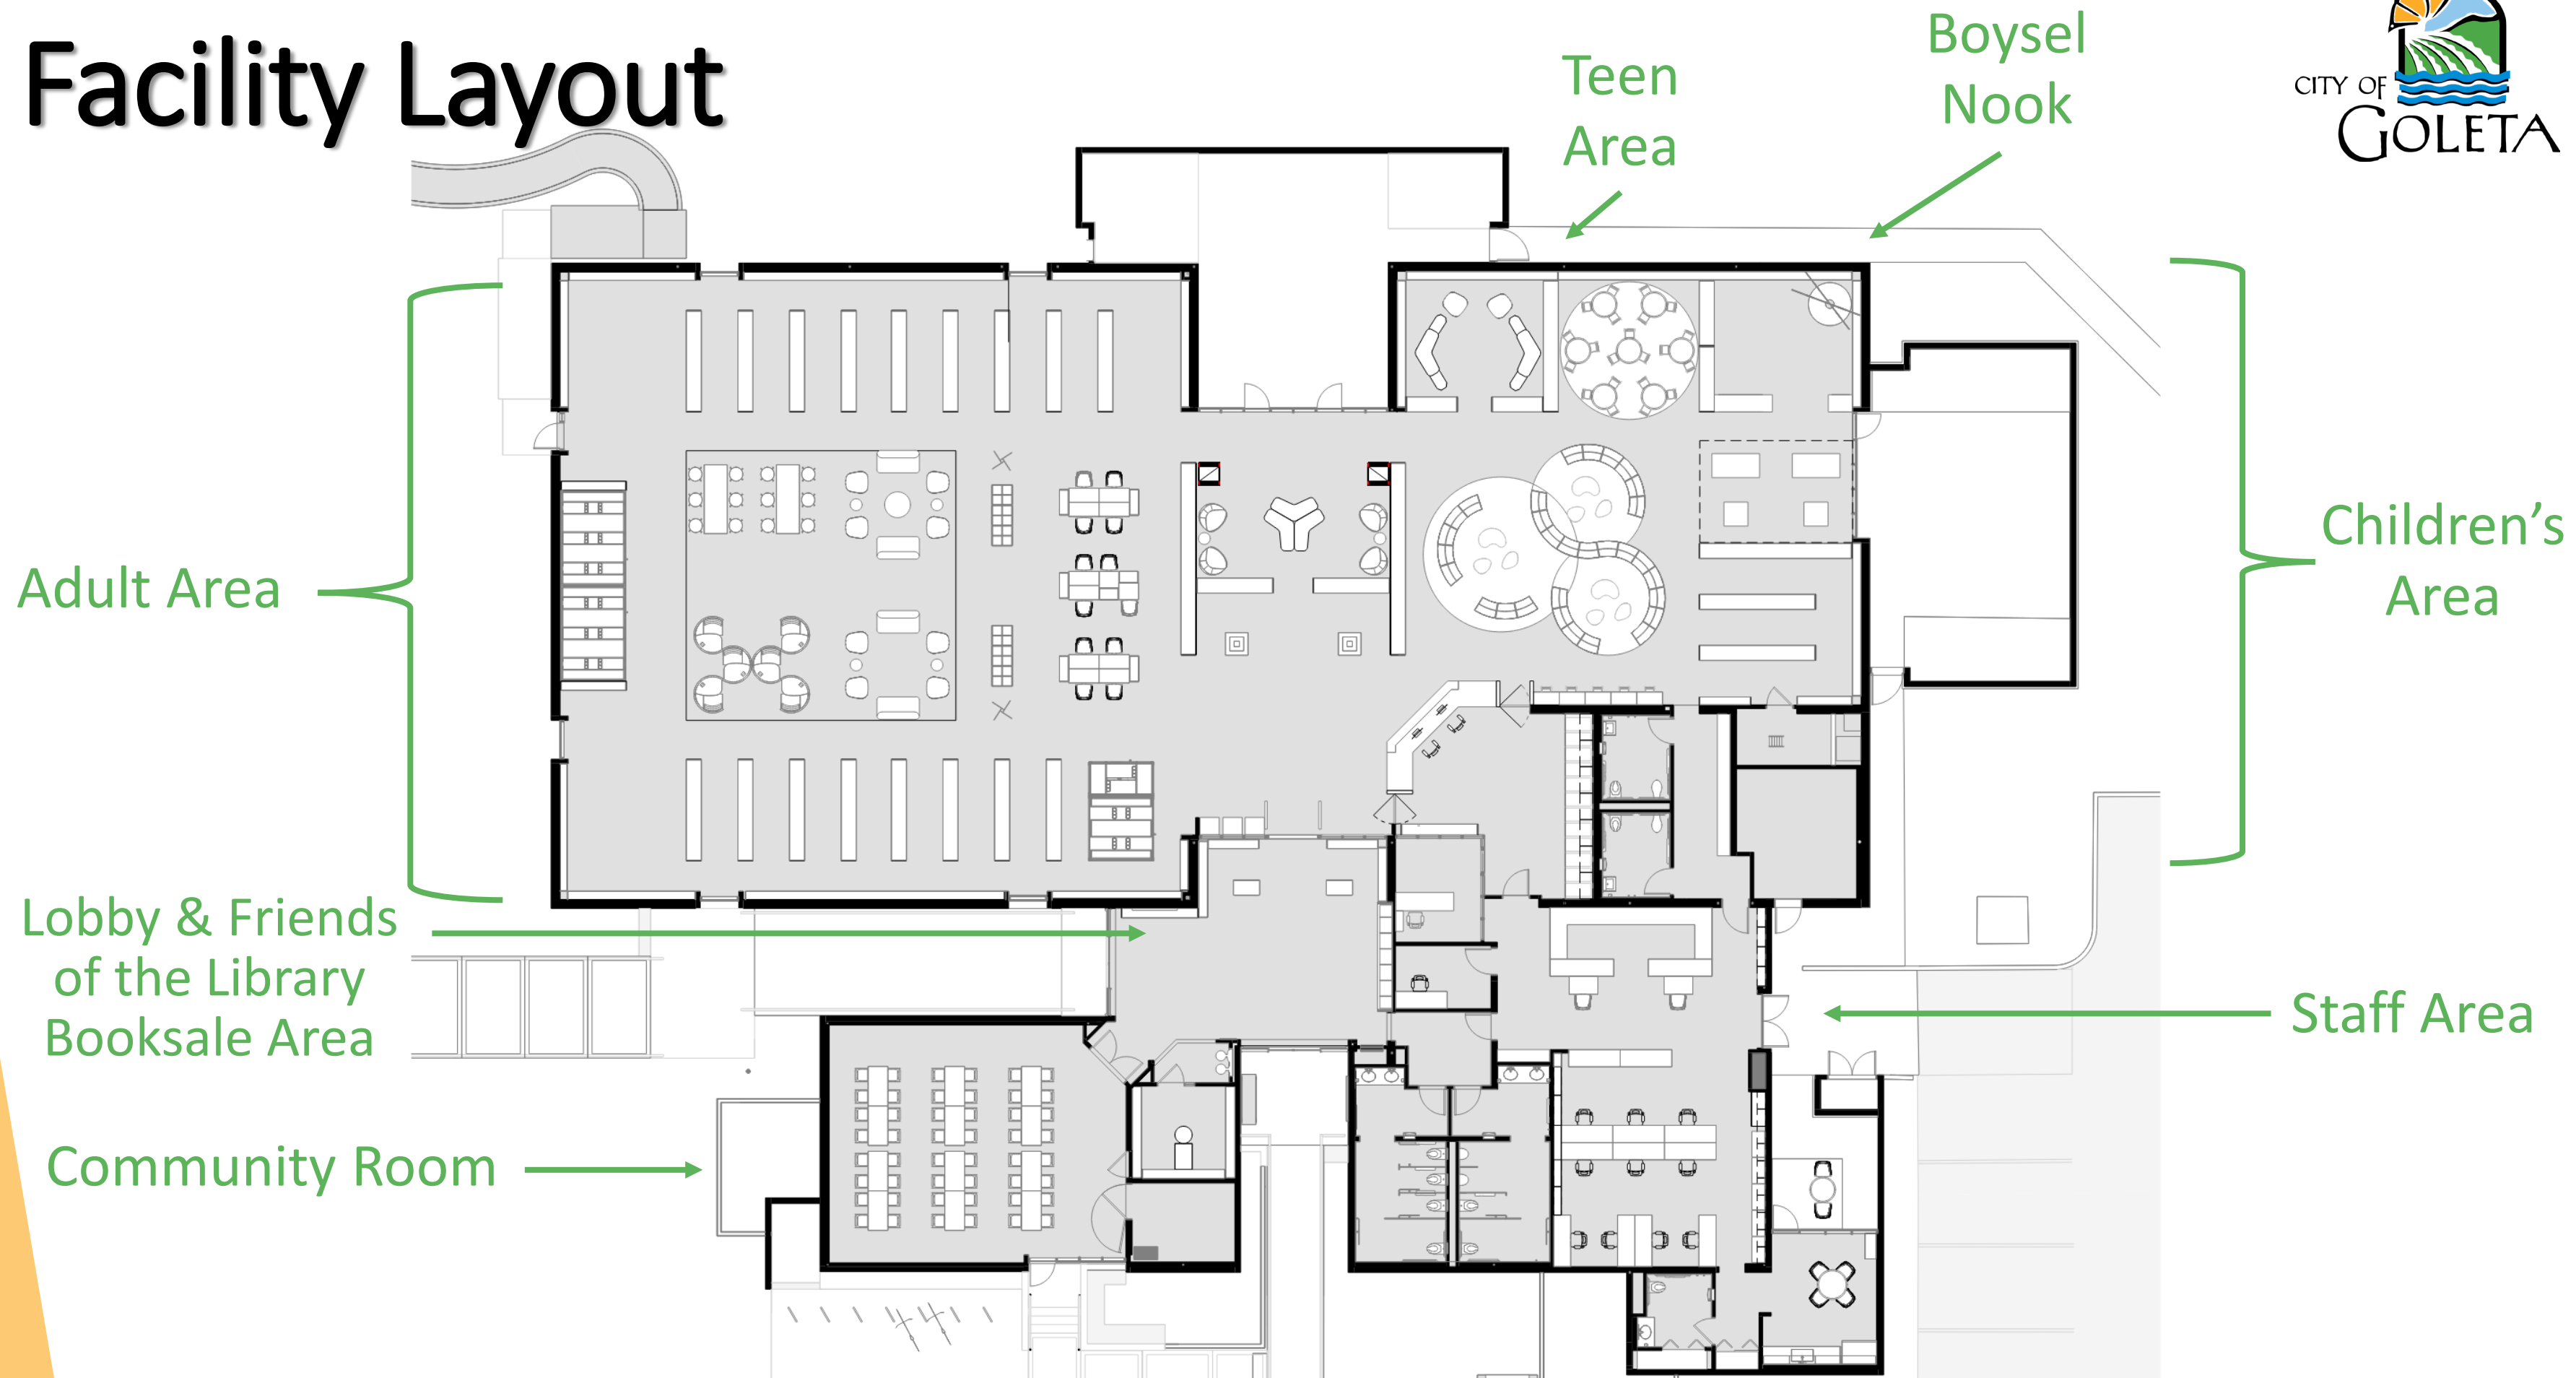 Facility Layout
Teen
Area
Boysel
Nook
CITY OF
GOLETA
Adult Area
Children’s
Area
Lobby & Friends
of the Library
Booksale Area
Staff Area
Community Room